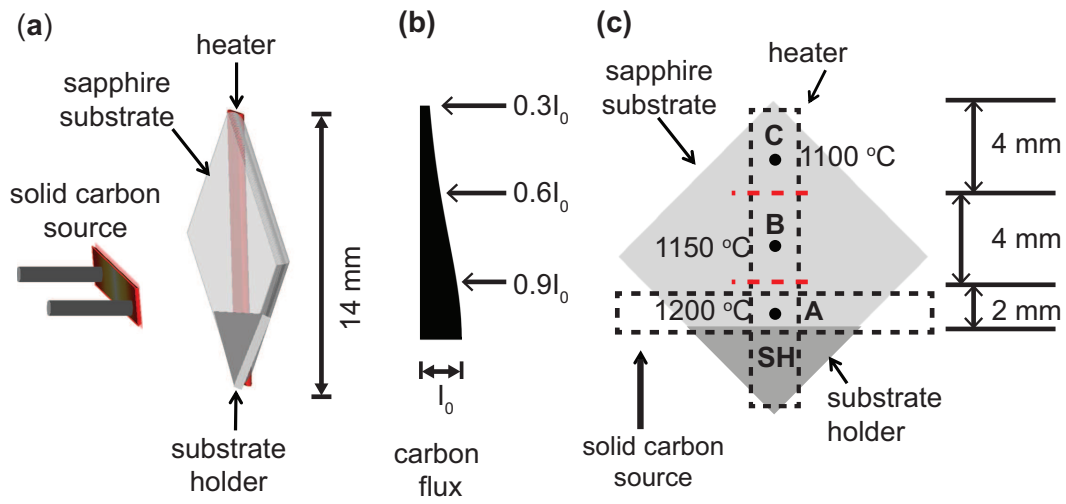 (a)
heater
sapphire
substrate
solid carbon
source
14 mm
substrate
holder
(b)
0.3I₀
0.6I₀
0.9I₀
I₀
carbon
flux
(c)
heater
sapphire
substrate
C
1100 °C
4 mm
B
1150 °C
4 mm
1200 °C
A
2 mm
SH
substrate
holder
solid carbon
source